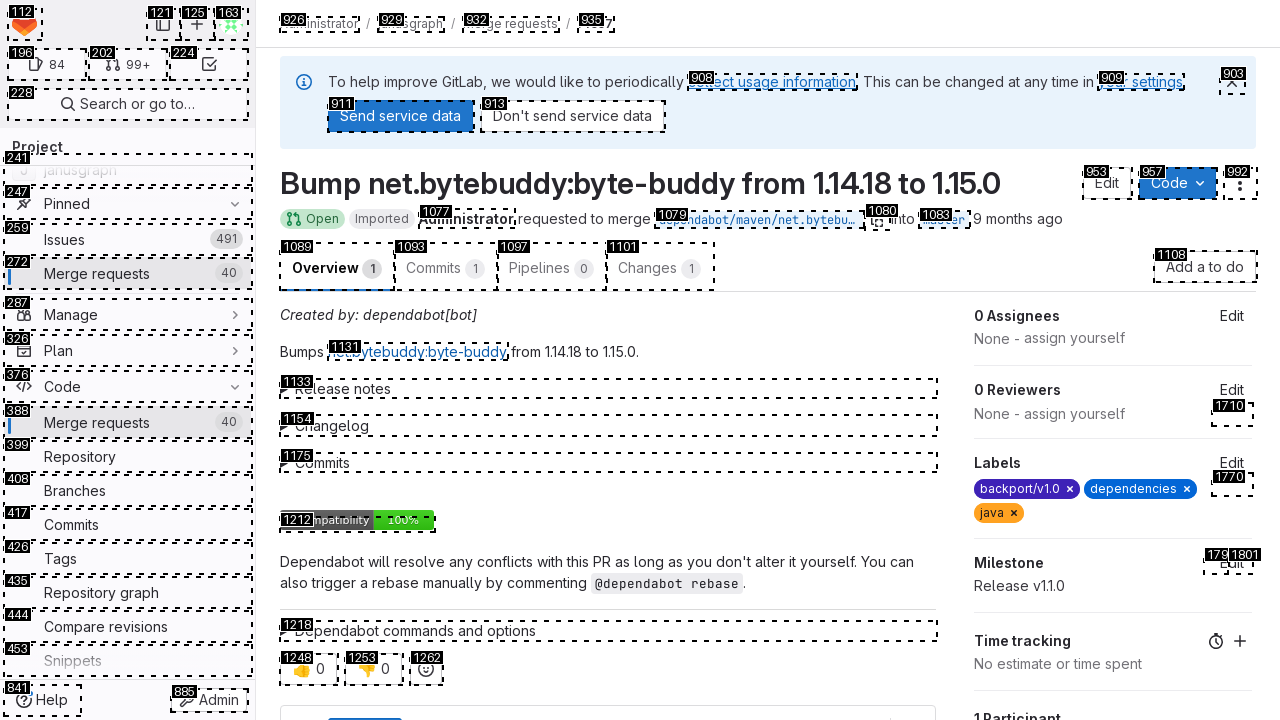 112
121
125
163
196
84
202
99+
224
228
Search or go to…
Project
241
janusgraph
247
Pinned
259
Issues
491
272
Merge requests
40
287
Manage
326
Plan
376
Code
388
Merge requests
40
399
Repository
408
Branches
417
Commits
426
Tags
435
Repository graph
444
Compare revisions
453
Snippets
841
Help
885
Admin
926
929
932
935
/ / merge requests /
908
909
903
To help improve GitLab, we would like to periodically collect usage information. This can be changed at any time in your settings.
911
Send service data
913
Don't send service data
Bump net.bytebuddy:byte-buddy from 1.14.18 to 1.15.0
953
Edit
957
Code
992
Open
Imported
1077
Administrator requested to merge
1079
dependabot/maven/net.bytebu…
1080
into
1083
master
9 months ago
1089
Overview 1
1093
Commits 1
1097
Pipelines 0
1101
Changes 1
1108
Add a to do
Created by: dependabot[bot]
1131
Bumps net.bytebuddy:byte-buddy from 1.14.18 to 1.15.0.
1133
Release notes
1154
Changelog
1175
Commits
1212
compatibility 100%
Dependabot will resolve any conflicts with this PR as long as you don't alter it yourself. You can
also trigger a rebase manually by commenting @dependabot rebase.
1218
Dependabot commands and options
1248
👍 0
1253
👎 0
1262
0 Assignees
Edit
None - assign yourself
0 Reviewers
Edit
None - assign yourself
1710
Labels
Edit
1770
backport/v1.0 ×
dependencies ×
java ×
Milestone
179
1801
Edit
Release v1.1.0
Time tracking
No estimate or time spent
1 Participant